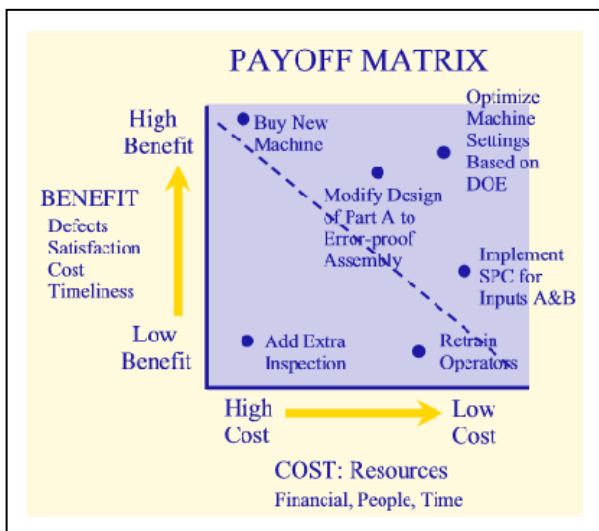 PAYOFF MATRIX
High
Benefit
BENEFIT
Defects
Satisfaction
Cost
Timeliness
Low
Benefit
Buy New
Machine
Optimize
Machine
Settings
Based on
DOE
Modify Design
of Part A to
Error-proof
Assembly
Implement
SPC for
Inputs A&B
Add Extra
Inspection
Retrain
Operators
High
Cost
Low
Cost
COST: Resources
Financial, People, Time